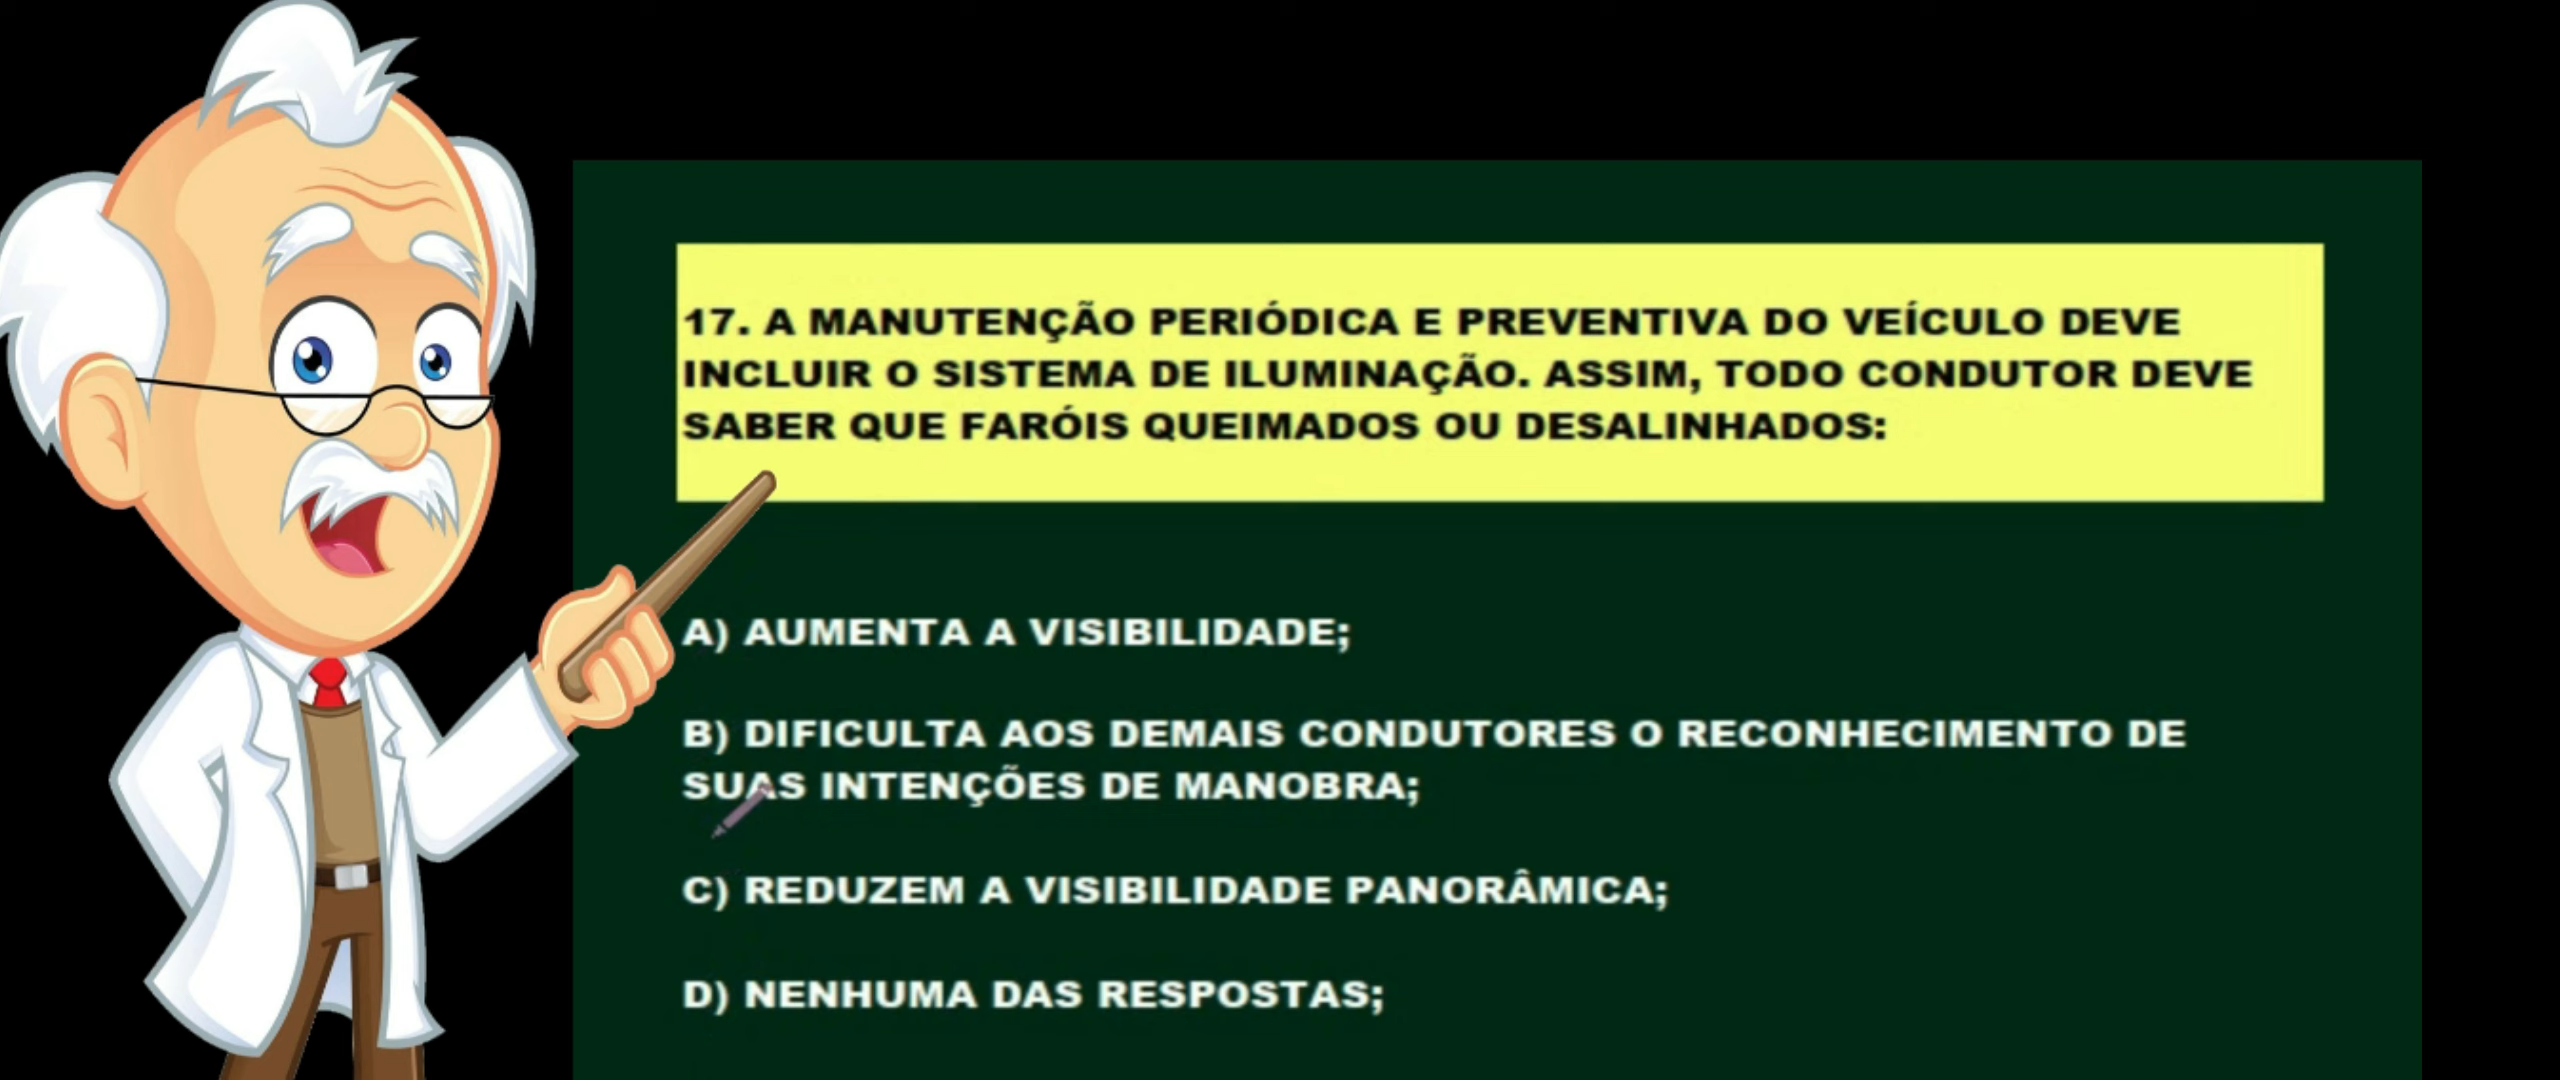 17. A MANUTENÇÃO PERIÓDICA E PREVENTIVA DO VEÍCULO DEVE
INCLUIR O SISTEMA DE ILUMINAÇÃO. ASSIM, TODO CONDUTOR DEVE
SABER QUE FARÓIS QUEIMADOS OU DESALINHADOS:
A) AUMENTA A VISIBILIDADE;
B) DIFICULTA AOS DEMAIS CONDUTORES O RECONHECIMENTO DE
SUAS INTENÇÕES DE MANOBRA;
C) REDUZEM A VISIBILIDADE PANORÂMICA;
D) NENHUMA DAS RESPOSTAS;